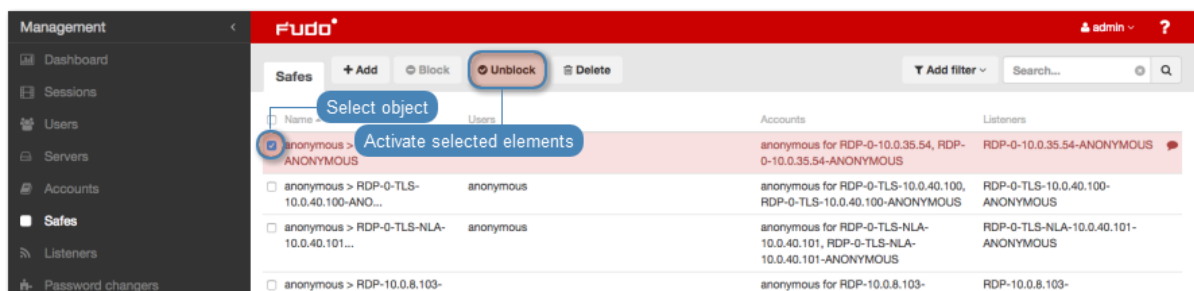 Management
FUDO
admin
?
Dashboard
Safes
+ Add
Block
Unblock
Delete
Add filter
Search...
Sessions
Select object
Name
Users
Accounts
Listeners
Users
Activate selected elements
anonymous >
ANONYMOUS
anonymous for RDP-0-10.0.35.54, RDP-
0-10.0.35.54-ANONYMOUS
RDP-0-10.0.35.54-ANONYMOUS
Servers
Accounts
anonymous > RDP-0-TLS-
10.0.40.100-ANO...
anonymous
anonymous for RDP-0-TLS-10.0.40.100,
RDP-0-TLS-10.0.40.100-ANONYMOUS
RDP-0-TLS-10.0.40.100-
ANONYMOUS
Safes
anonymous > RDP-0-TLS-NLA-
10.0.40.101...
anonymous
anonymous for RDP-0-TLS-NLA-
10.0.40.101, RDP-0-TLS-NLA-
10.0.40.101-ANONYMOUS
RDP-0-TLS-NLA-10.0.40.101-
ANONYMOUS
Listeners
Password changers
anonymous > RDP-10.0.8.103-
anonymous for RDP-10.0.8.103-
RDP-10.0.8.103-